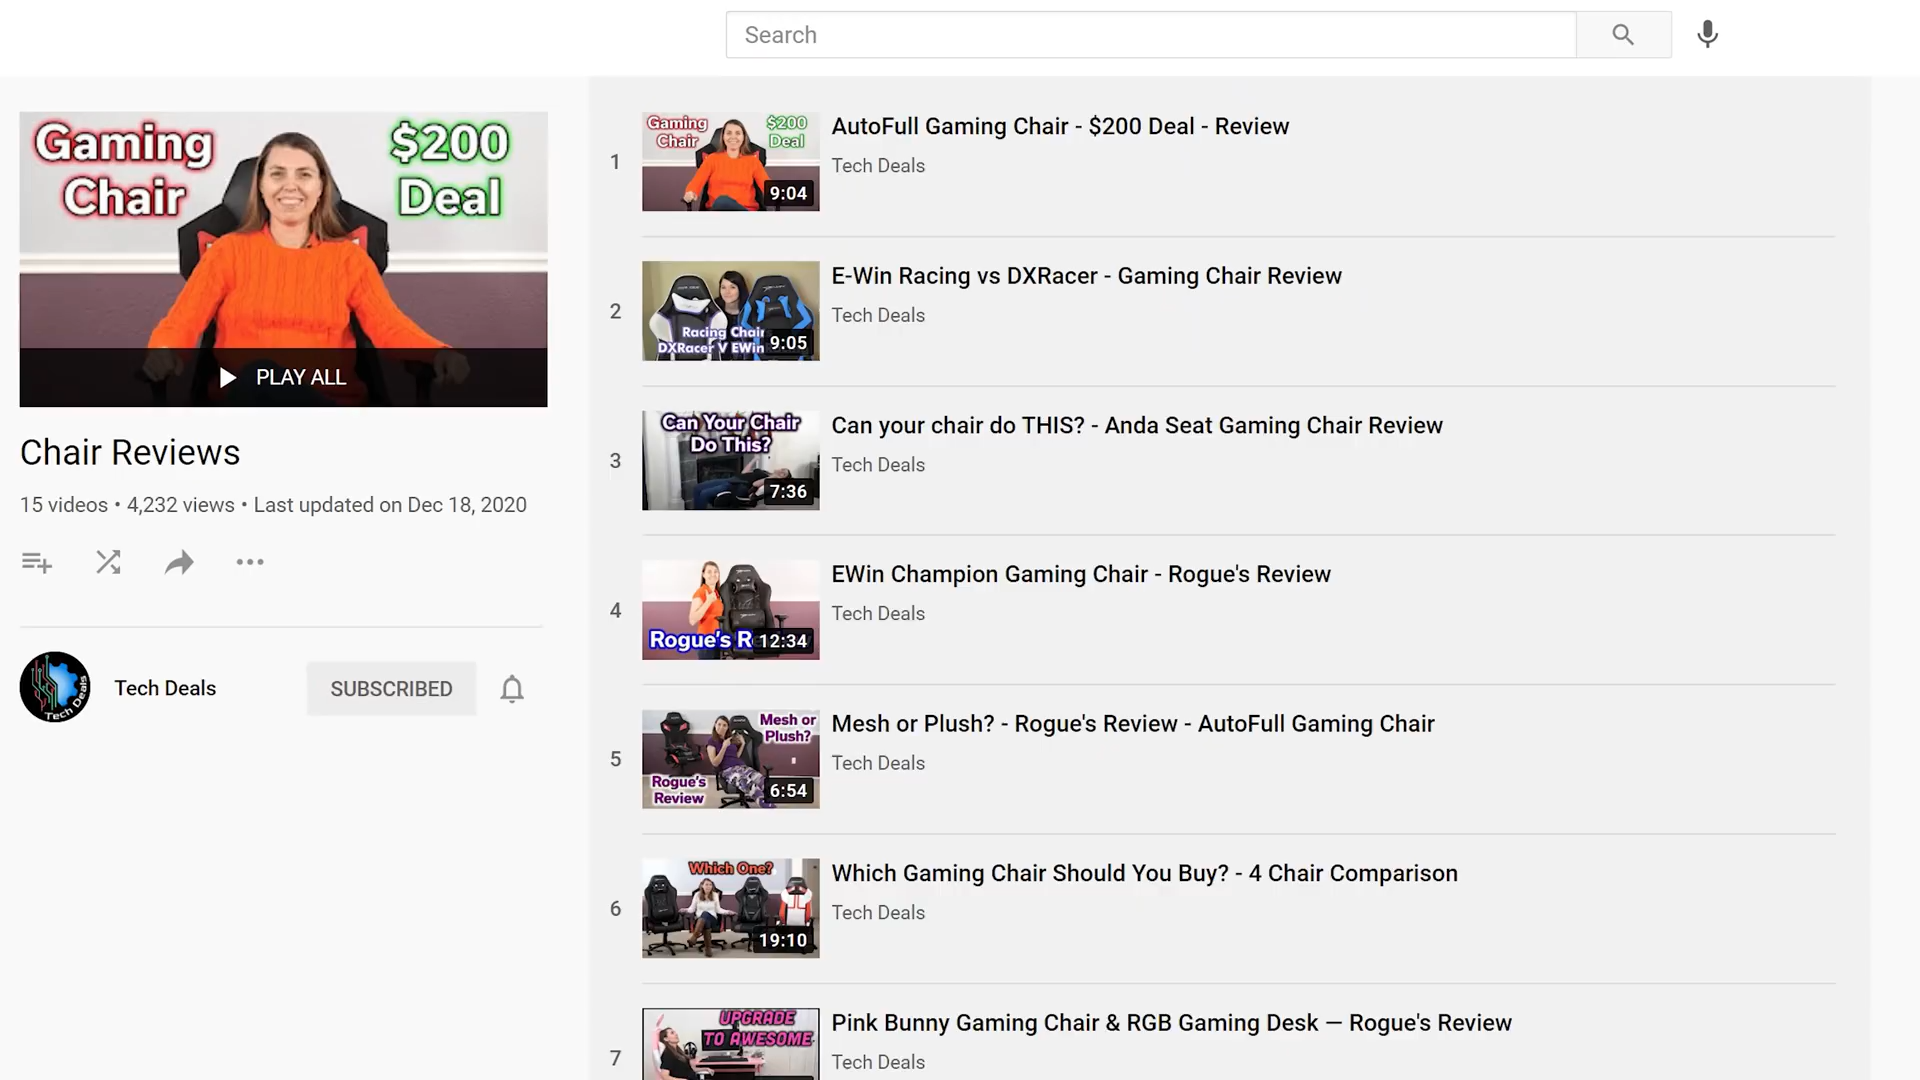 Search
Gaming
Chair
$200
Deal
PLAY ALL
Chair Reviews
15 videos • 4,232 views • Last updated on Dec 18, 2020
Tech Deals
Tech Deals
SUBSCRIBED
1
Gaming
Chair
$200
Deal
9:04
AutoFull Gaming Chair - $200 Deal - Review
Tech Deals
2
Racing Chair
DXRacer V EWin
9:05
E-Win Racing vs DXRacer - Gaming Chair Review
Tech Deals
3
Can Your Chair
Do This?
7:36
Can your chair do THIS? - Anda Seat Gaming Chair Review
Tech Deals
4
Rogue's R
12:34
EWin Champion Gaming Chair - Rogue's Review
Tech Deals
5
Mesh or
Plush?
Rogue's
Review
6:54
Mesh or Plush? - Rogue's Review - AutoFull Gaming Chair
Tech Deals
6
Which One?
19:10
Which Gaming Chair Should You Buy? - 4 Chair Comparison
Tech Deals
7
UPGRADE
TO AWESOME
Pink Bunny Gaming Chair & RGB Gaming Desk — Rogue's Review
Tech Deals